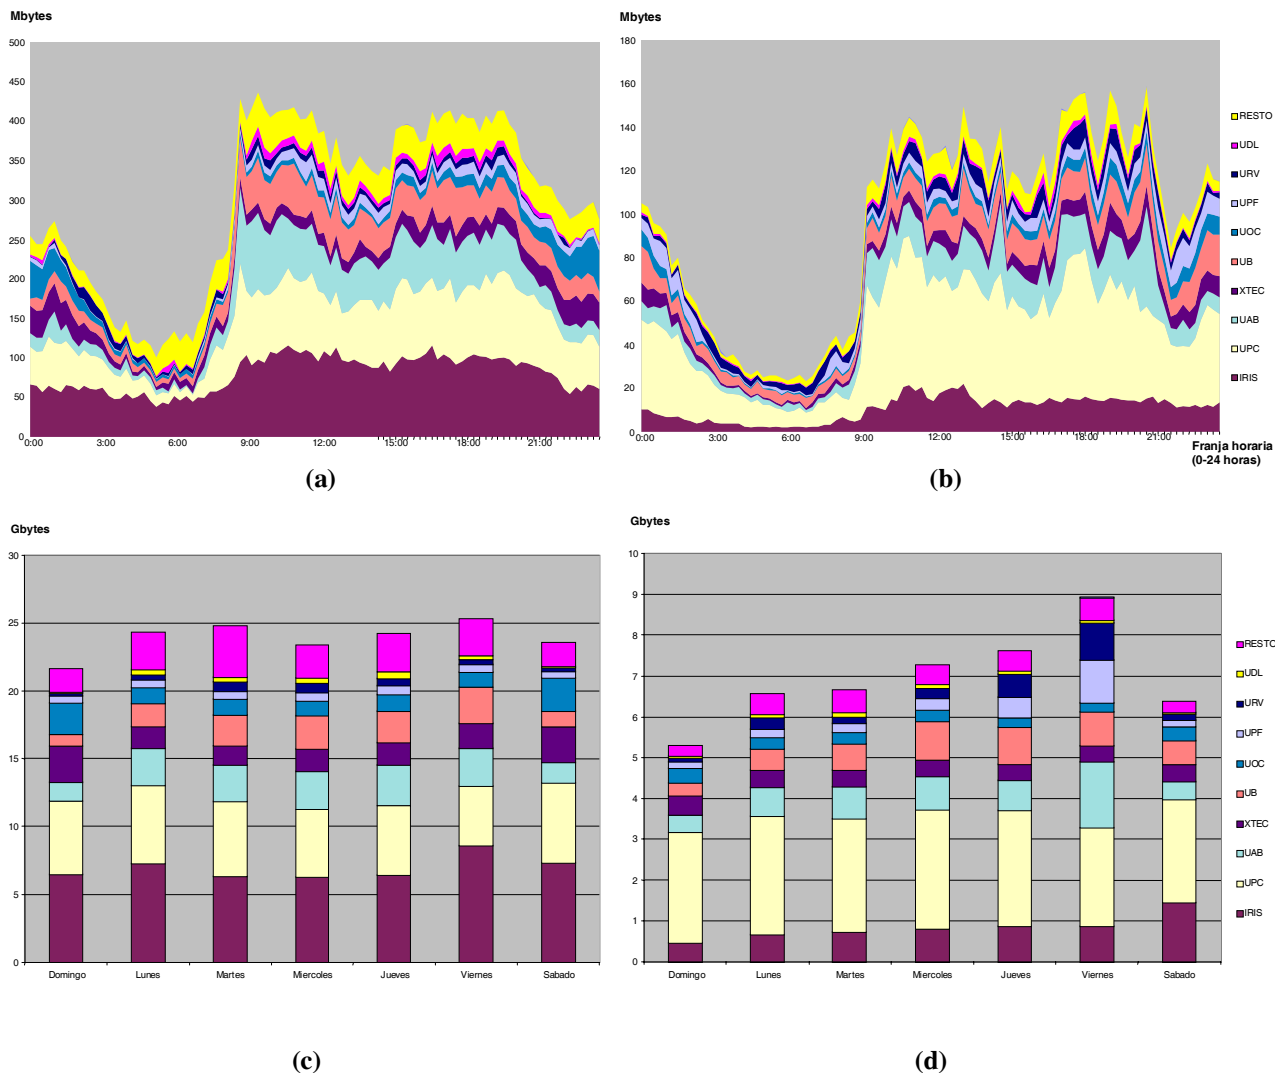 Mbytes
500
450
400
350
300
250
200
150
100
50
0
0:00 3:00 6:00 9:00 12:00 15:00 18:00 21:00
(a)
Mbytes
180
160
140
120
100
80
60
40
20
0
0:00 3:00 6:00 9:00 12:00 15:00 18:00 21:00
Franja horaria
(0-24 horas)
RESTO
UDL
URV
UPF
UOC
UB
XTEC
UAB
UPC
IRIS
(b)
Gbytes
30
25
20
15
10
5
0
Domingo Lunes Martes Miercoles Jueves Viernes Sabado
(c)
Gbytes
10
9
8
7
6
5
4
3
2
1
0
Domingo Lunes Martes Miercoles Jueves Viernes Sabado
RESTO
UDL
URV
UPF
UOC
UB
XTEC
UAB
UPC
IRIS
(d)